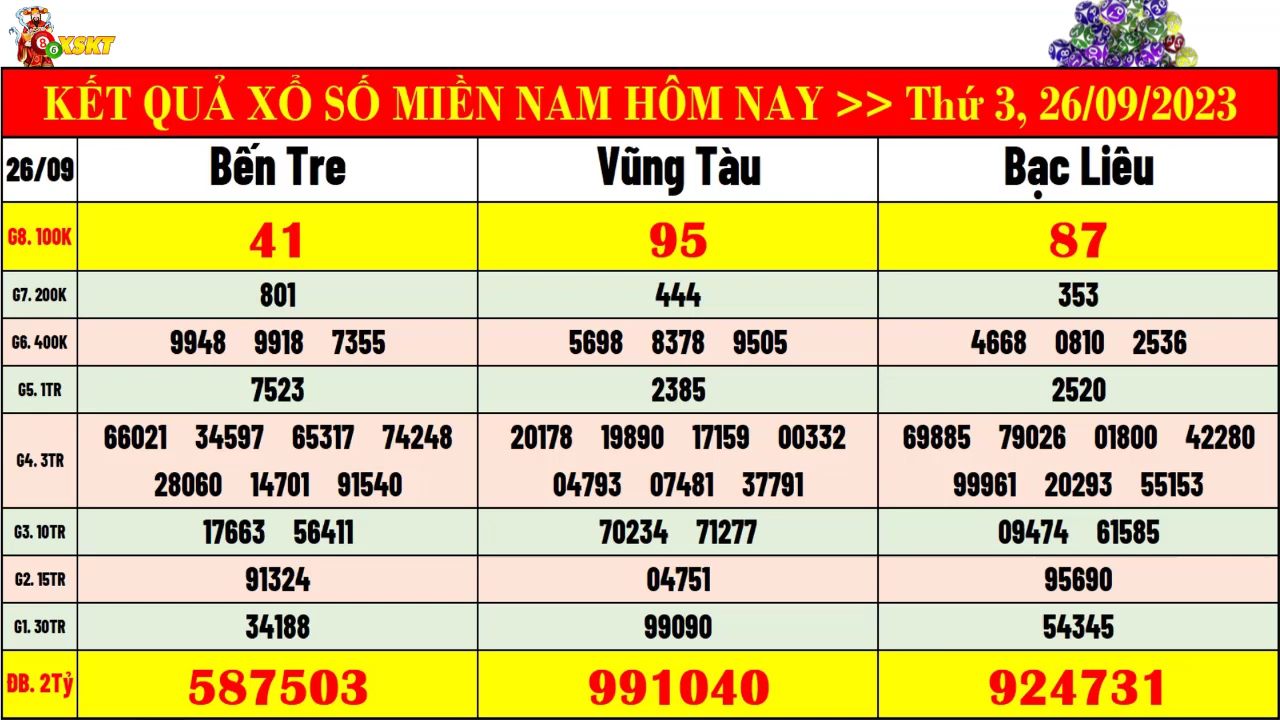 XSKT
KẾT QUẢ XỔ SỐ MIỀN NAM HÔM NAY >> Thứ 3, 26/09/2023
26/09 Bến Tre Vũng Tàu Bạc Liêu
G8. 100K 41 95 87
G7. 200K 801 444 353
G6. 400K 9948 9918 7355 5698 8378 9505 4668 0810 2536
G5. 1TR 7523 2385 2520
G4. 3TR 66021 34597 65317 74248 20178 19890 17159 00332 69885 79026 01800 42280
28060 14701 91540 04793 07481 37791 99961 20293 55153
G3. 10TR 17663 56411 70234 71277 09474 61585
G2. 15TR 91324 04751 95690
G1. 30TR 34188 99090 54345
ĐB. 2Tỷ 587503 991040 924731